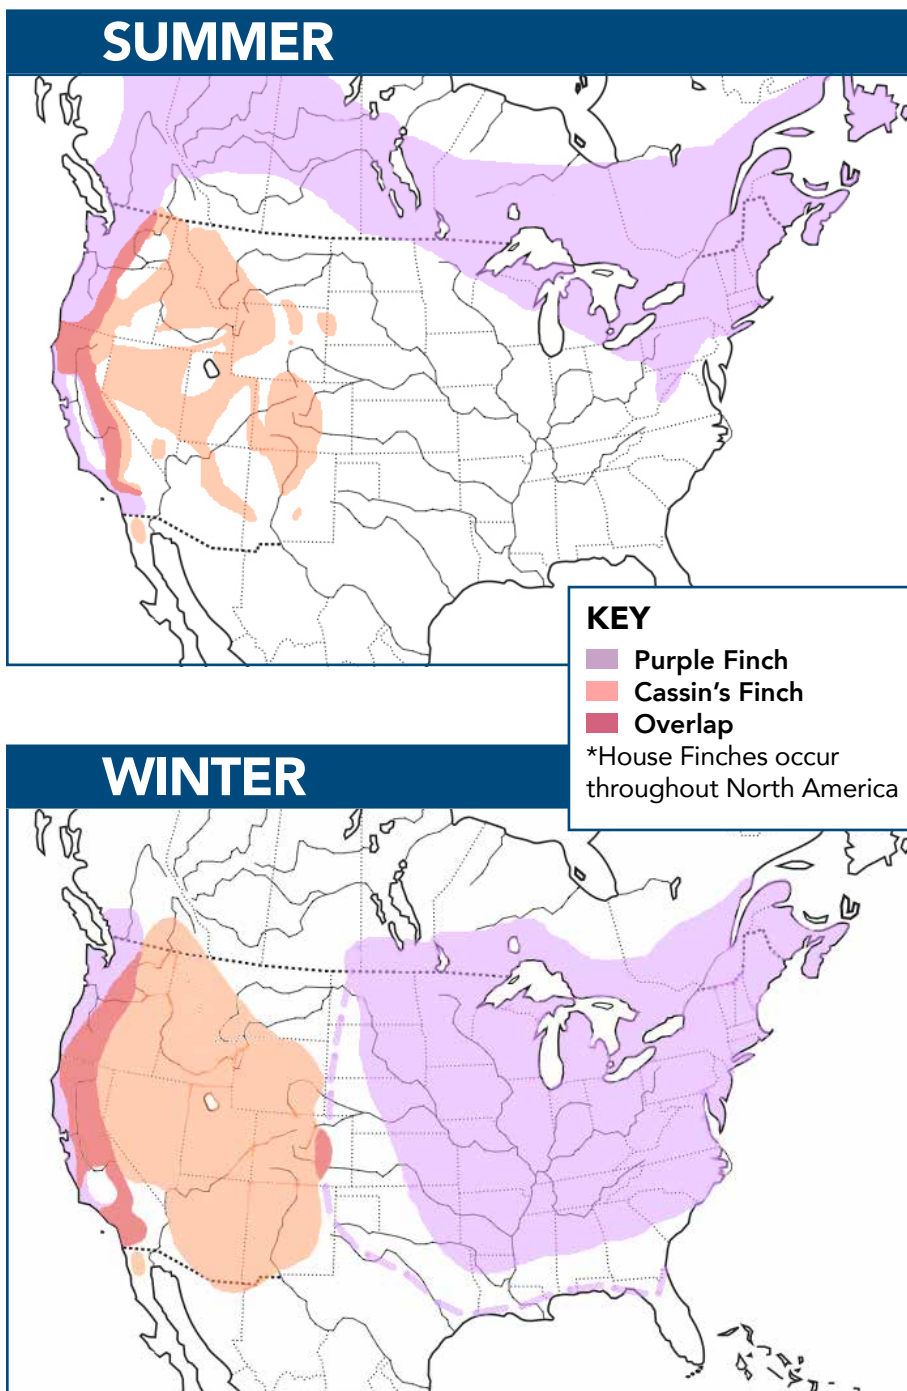 SUMMER
KEY
Purple Finch
Cassin's Finch
Overlap
*House Finches occur
throughout North America
WINTER